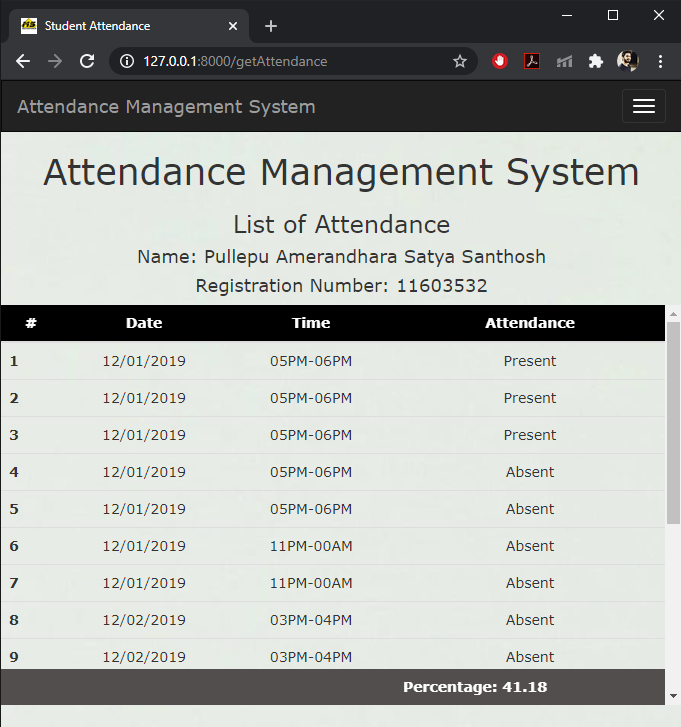 Student Attendance
127.0.0.1:8000/getAttendance
Attendance Management System
Attendance Management System
List of Attendance
Name: Pullepu Amerandhara Satya Santhosh
Registration Number: 11603532
# Date Time Attendance
1 12/01/2019 05PM-06PM Present
2 12/01/2019 05PM-06PM Present
3 12/01/2019 05PM-06PM Present
4 12/01/2019 05PM-06PM Absent
5 12/01/2019 05PM-06PM Absent
6 12/01/2019 11PM-00AM Absent
7 12/01/2019 11PM-00AM Absent
8 12/02/2019 03PM-04PM Absent
9 12/02/2019 03PM-04PM Absent
Percentage: 41.18